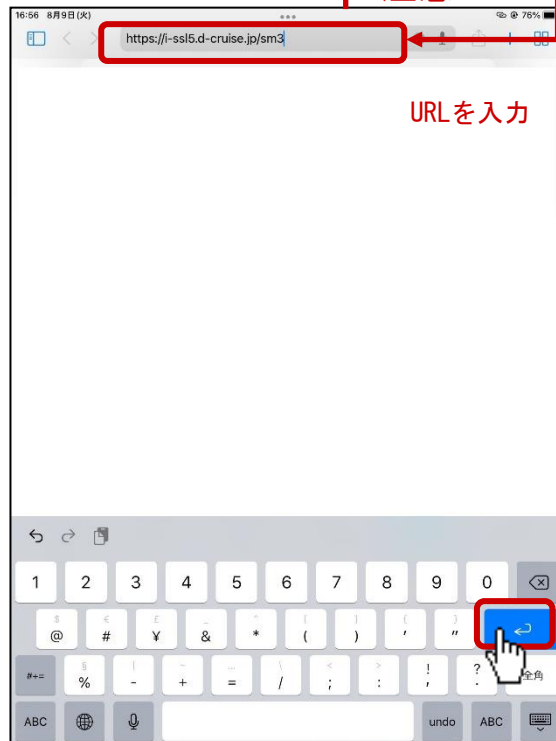 16:56 8月9日(火)
76%
https://i-ssl5.d-cruise.jp/sm3
URLを入力
1 2 3 4 5 6 7 8 9 0
$ € £ _ ^ [ ] { }
@ # ¥ & * ( ) ' "
§ | ~ … \ < > ! ?
#+= % - + = / ; : , . 全角
ABC undo ABC